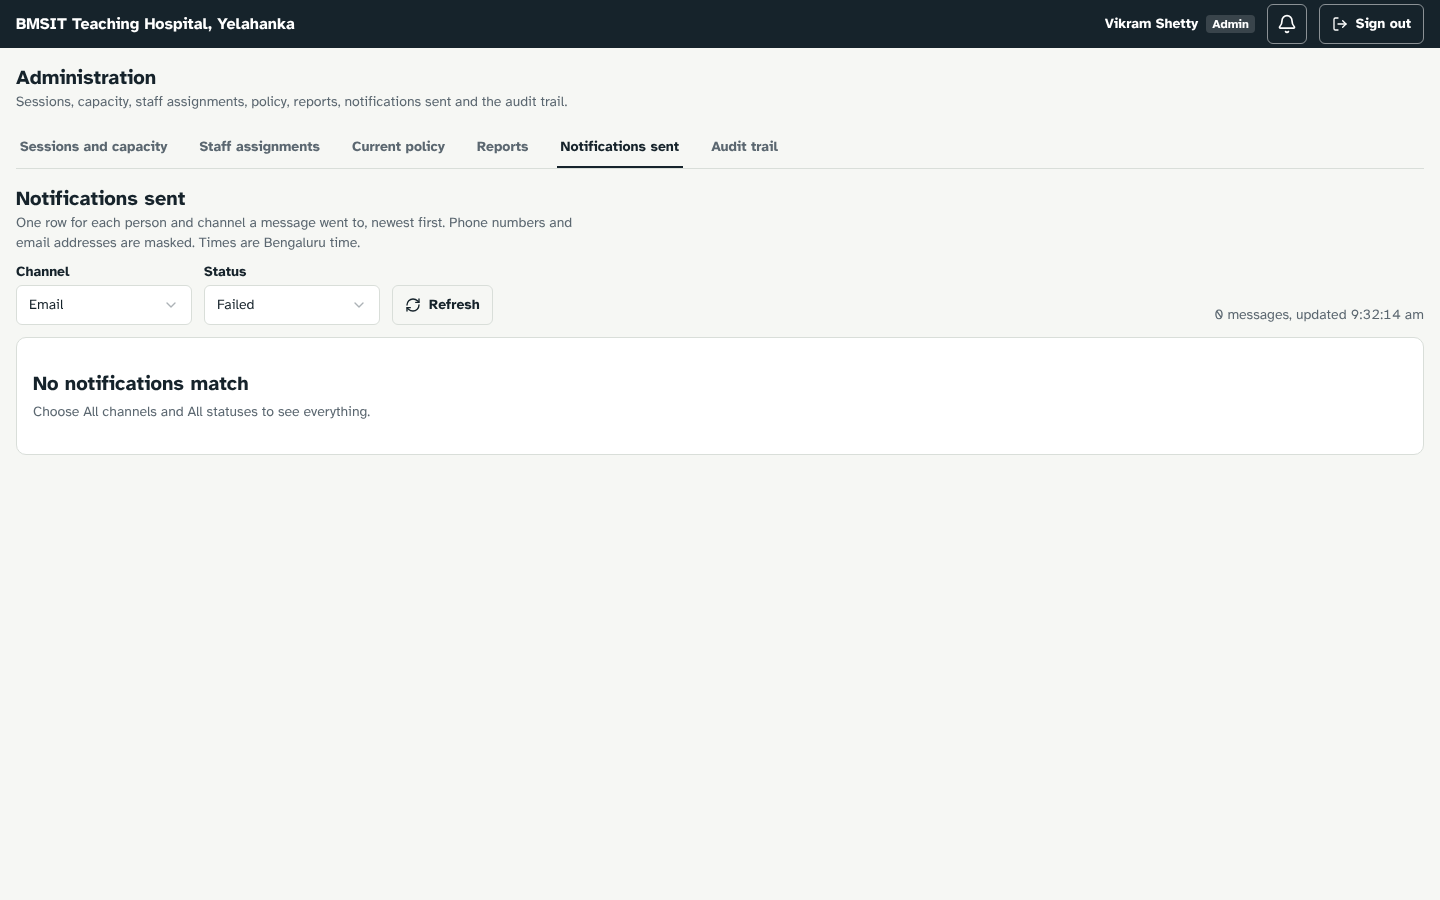 BMSIT Teaching Hospital, Yelahanka
Vikram Shetty Admin Sign out
Administration
Sessions, capacity, staff assignments, policy, reports, notifications sent and the audit trail.
Sessions and capacity Staff assignments Current policy Reports Notifications sent Audit trail
Notifications sent
One row for each person and channel a message went to, newest first. Phone numbers and
email addresses are masked. Times are Bengaluru time.
Channel Status
Email Failed Refresh
0 messages, updated 9:32:14 am
No notifications match
Choose All channels and All statuses to see everything.